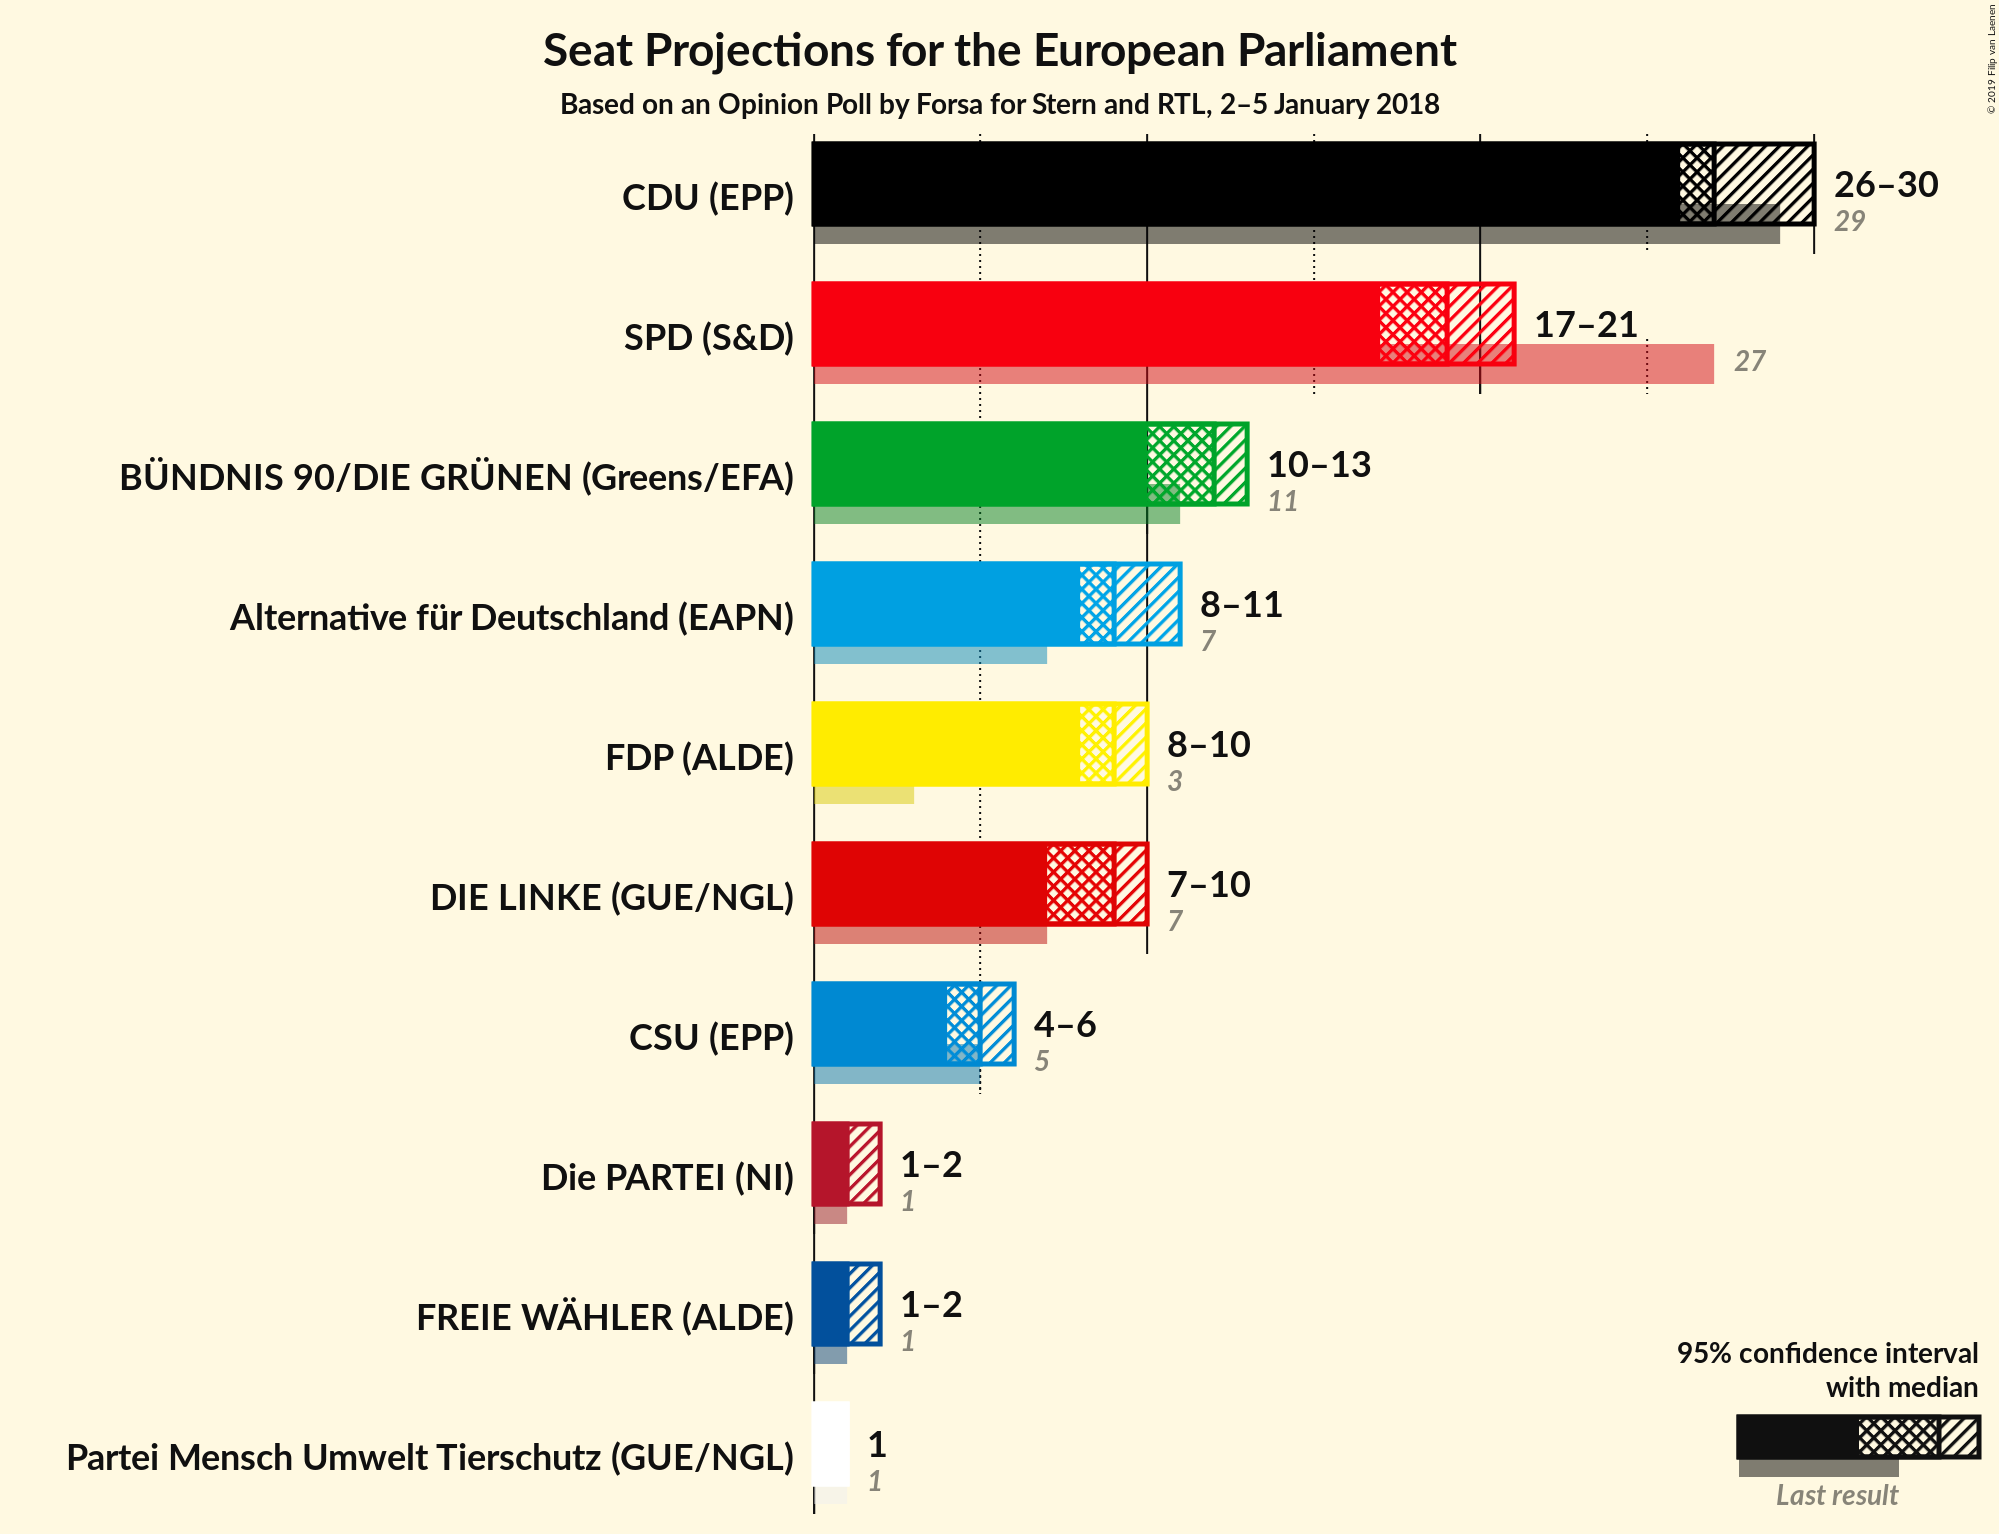 Seat Projections for the European Parliament
Based on an Opinion Poll by Forsa for Stern and RTL, 2–5 January 2018
© 2019 Filip van Laenen
CDU (EPP)
26–30
29
SPD (S&D)
17–21
27
BÜNDNIS 90/DIE GRÜNEN (Greens/EFA)
10–13
11
Alternative für Deutschland (EAPN)
8–11
7
FDP (ALDE)
8–10
3
DIE LINKE (GUE/NGL)
7–10
7
CSU (EPP)
4–6
5
Die PARTEI (NI)
1–2
1
FREIE WÄHLER (ALDE)
1–2
1
Partei Mensch Umwelt Tierschutz (GUE/NGL)
1
1
95% confidence interval
with median
Last result